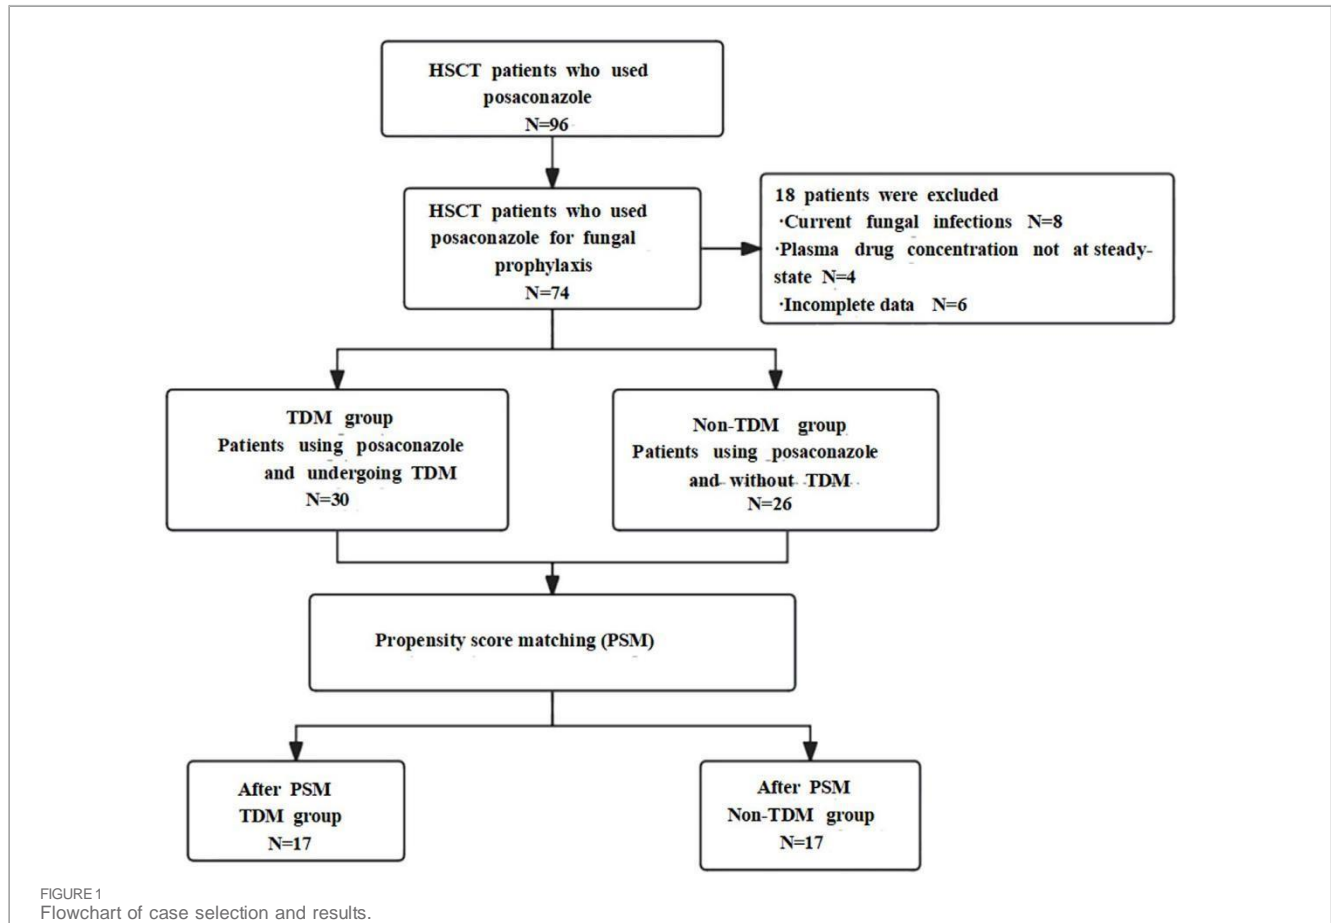 HSCT patients who used
posaconazole
N=96
HSCT patients who used
posaconazole for fungal
prophylaxis
N=74
18 patients were excluded
·Current fungal infections N=8
·Plasma drug concentration not at steady-
state N=4
·Incomplete data N=6
TDM group
Patients using posaconazole
and undergoing TDM
N=30
Non-TDM group
Patients using posaconazole
and without TDM
N=26
Propensity score matching (PSM)
After PSM
TDM group
N=17
After PSM
Non-TDM group
N=17
FIGURE 1
Flowchart of case selection and results.